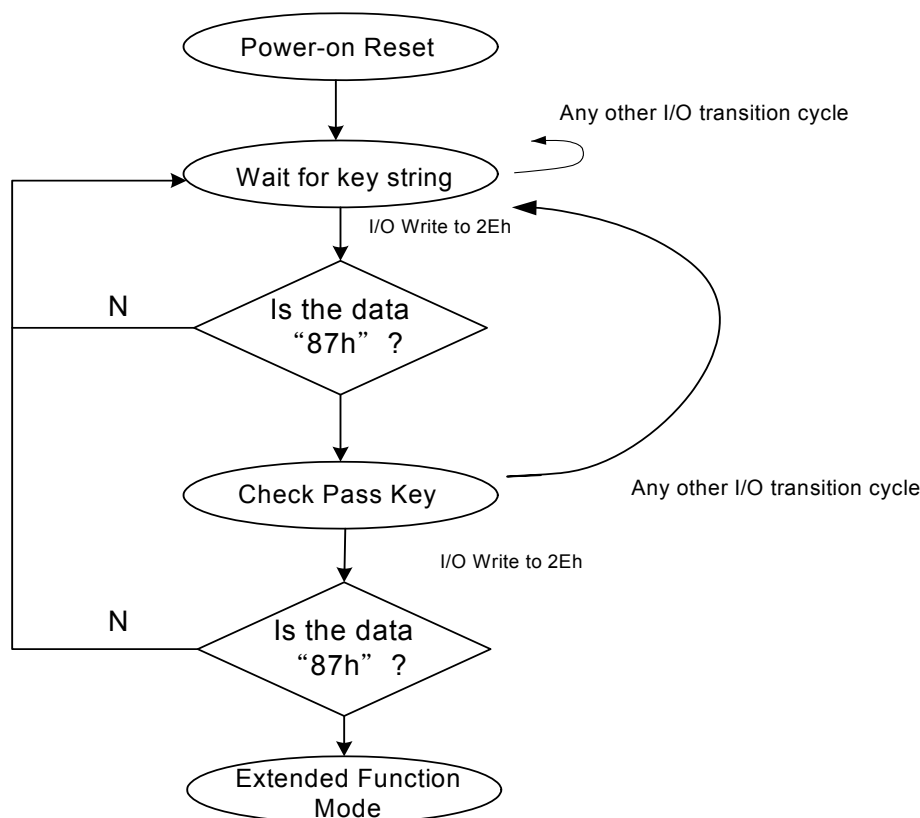 Power-on Reset
Any other I/O transition cycle
Wait for key string
I/O Write to 2Eh
N
Is the data
“87h” ?
Check Pass Key
Any other I/O transition cycle
I/O Write to 2Eh
N
Is the data
“87h” ?
Extended Function
Mode